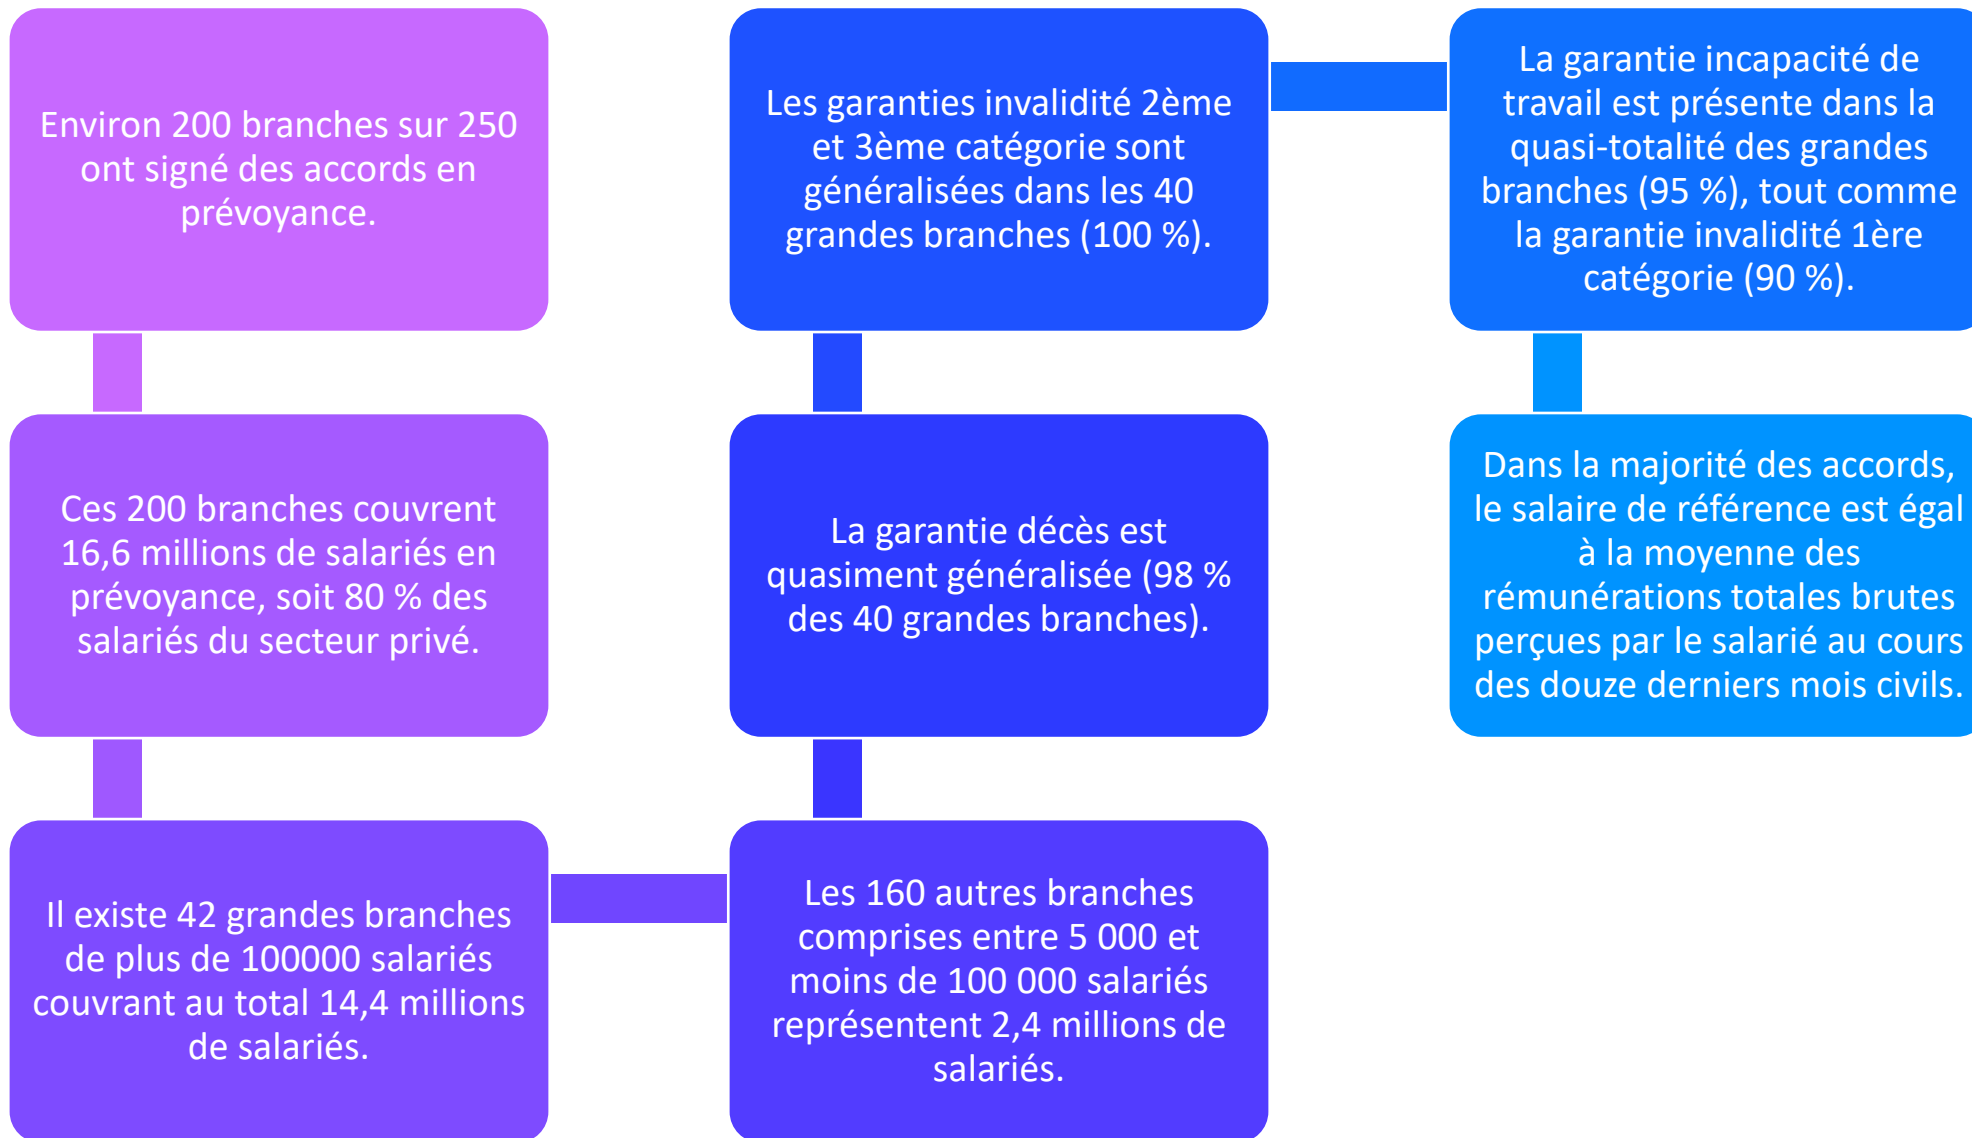 Environ 200 branches sur 250
ont signé des accords en
prévoyance.
Ces 200 branches couvrent
16,6 millions de salariés en
prévoyance, soit 80 % des
salariés du secteur privé.
Il existe 42 grandes branches
de plus de 100000 salariés
couvrant au total 14,4 millions
de salariés.
Les 160 autres branches
comprises entre 5 000 et
moins de 100 000 salariés
représentent 2,4 millions de
salariés.
La garantie décès est
quasiment généralisée (98 %
des 40 grandes branches).
Les garanties invalidité 2ème
et 3ème catégorie sont
généralisées dans les 40
grandes branches (100 %).
La garantie incapacité de
travail est présente dans la
quasi-totalité des grandes
branches (95 %), tout comme
la garantie invalidité 1ère
catégorie (90 %).
Dans la majorité des accords,
le salaire de référence est égal
à la moyenne des
rémunérations totales brutes
perçues par le salarié au cours
des douze derniers mois civils.